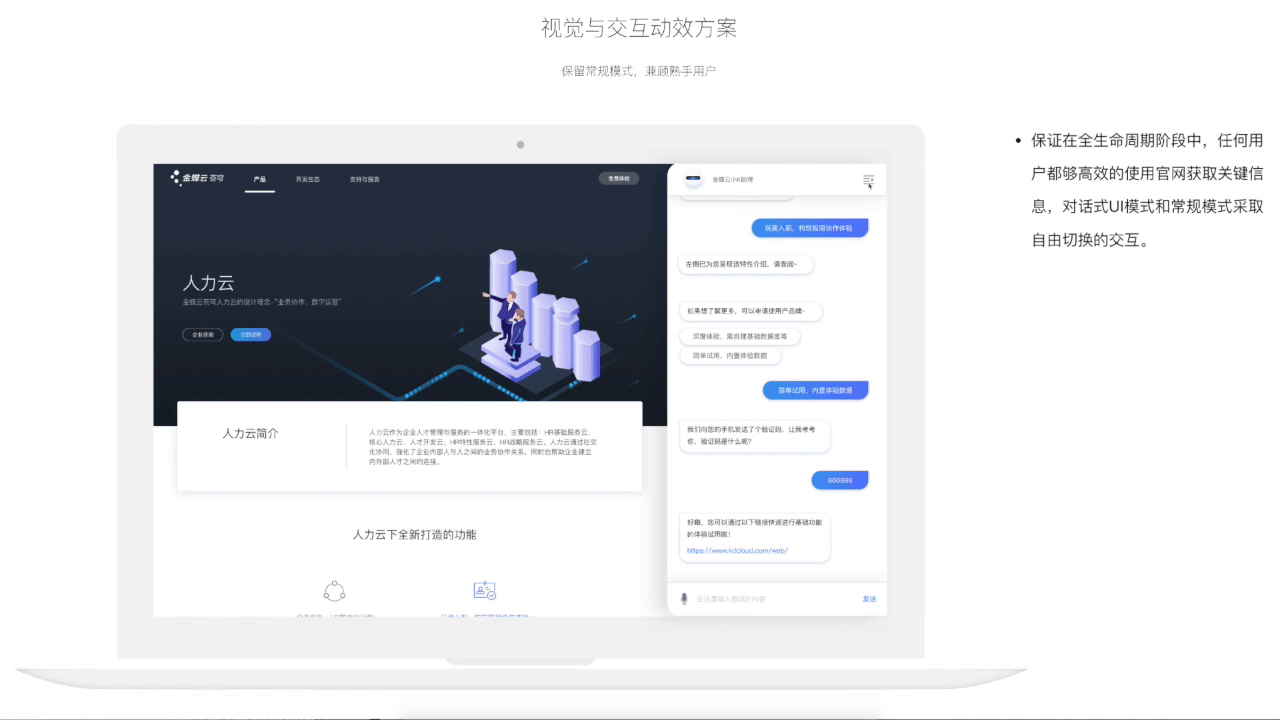 视觉与交互动效方案
保留常规模式，兼顾熟手用户
金蝶云 苍穹
产品
开发生态
支持与服务
免费体验
人力云
金蝶云苍穹人力云的设计理念-“业务协作、数字运营”
企业咨询
立即试用
人力云简介
人力云作为企业人才管理与服务的一体化平台，主要包括：HR基础服务云、
核心人力云、人才开发云、HR特性服务云、HR战略服务云。人力云通过社交
化协同，强化了企业内部人与人之间的业务协作关系，同时也帮助企业建立
内外部人才之间的连接。
人力云下全新打造的功能
金蝶云小K助理
玩美入职，构筑极简协作体验
左侧已为您呈现该特性介绍，请查阅~
如果想了解更多，可以申请使用产品噢~
深度体验，需自建基础数据库等
简单试用，内置体验数据
简单试用，内置体验数据
我们向您的手机发送了个验证码，让我考考
你，验证码是什么呢?
666888
好嘞，您可以通过以下链接快速进行基础功能
的体验试用啦！
https://www.kdcloud.com/web/
发送
• 保证在全生命周期阶段中，任何用
户都够高效的使用官网获取关键信
息，对话式UI模式和常规模式采取
自由切换的交互。